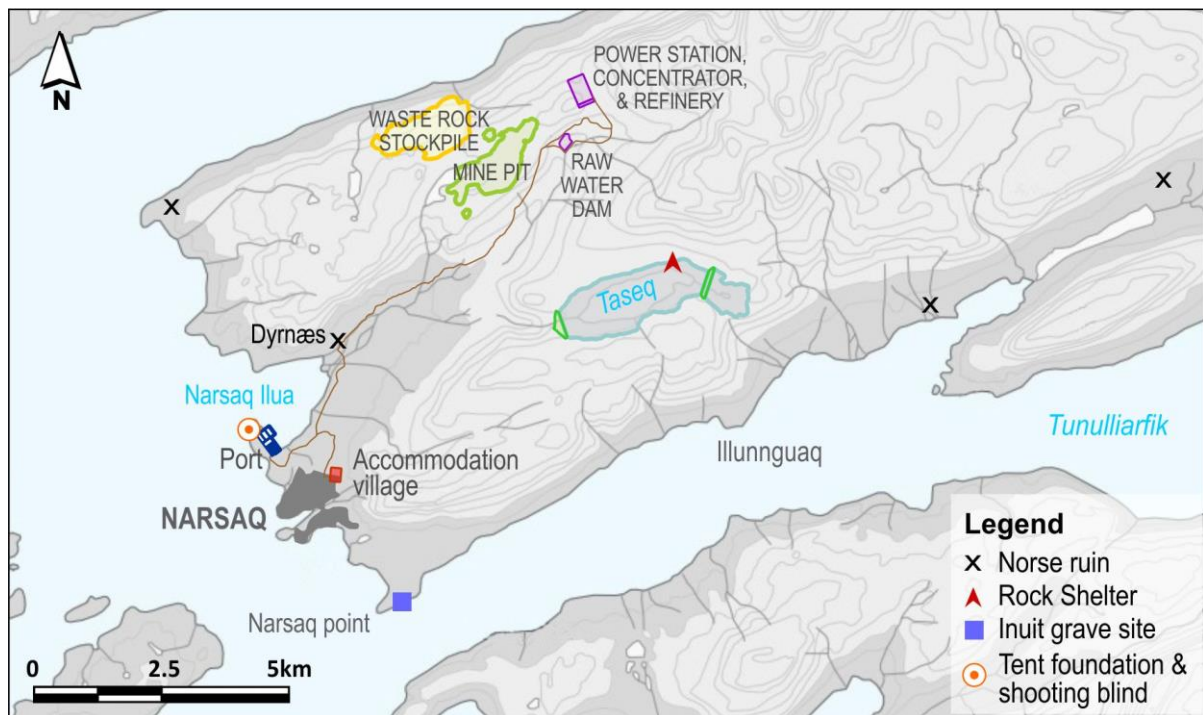 N
POWER STATION,
CONCENTRATOR,
& REFINERY
WASTE ROCK
STOCKPILE
MINE PIT
RAW
WATER
DAM
Taseq
Dyrnæs
Narsaq Ilua
Port
Accommodation
village
NARSAQ
Illunnguaq
Tunulliarfik
Narsaq point
0 2.5 5km
Legend
x Norse ruin
Rock Shelter
Inuit grave site
Tent foundation &
shooting blind